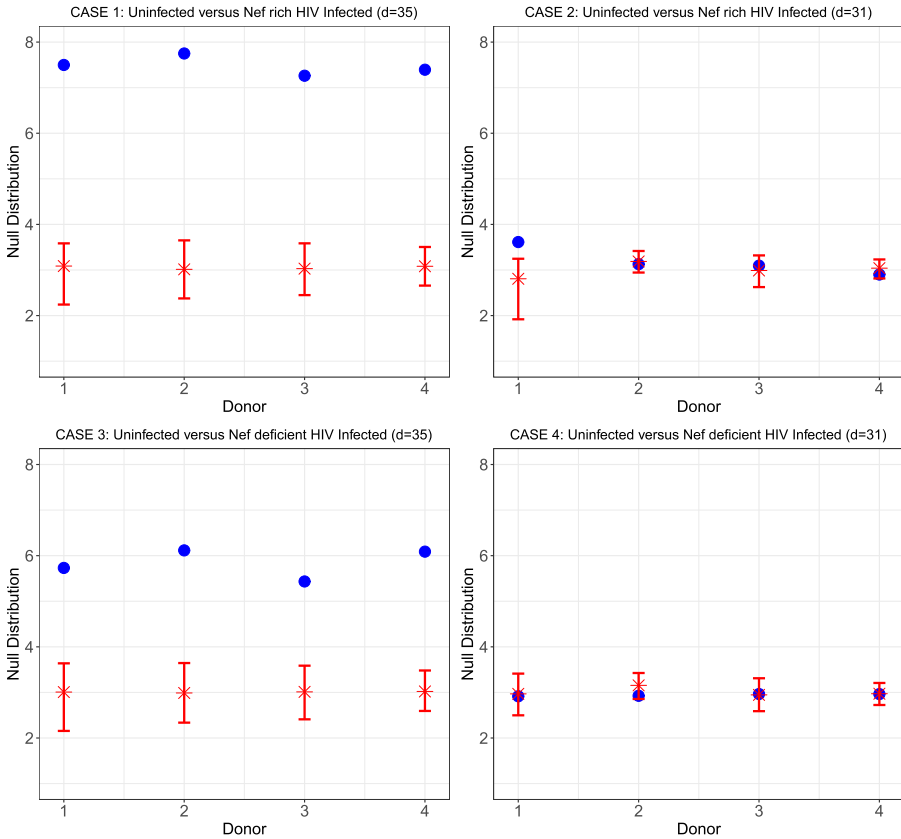 CASE 1: Uninfected versus Nef rich HIV Infected (d=35)
Null Distribution
8
6
4
2
1 2 3 4
Donor
CASE 2: Uninfected versus Nef rich HIV Infected (d=31)
Null Distribution
8
6
4
2
1 2 3 4
Donor
CASE 3: Uninfected versus Nef deficient HIV Infected (d=35)
Null Distribution
8
6
4
2
1 2 3 4
Donor
CASE 4: Uninfected versus Nef deficient HIV Infected (d=31)
Null Distribution
8
6
4
2
1 2 3 4
Donor